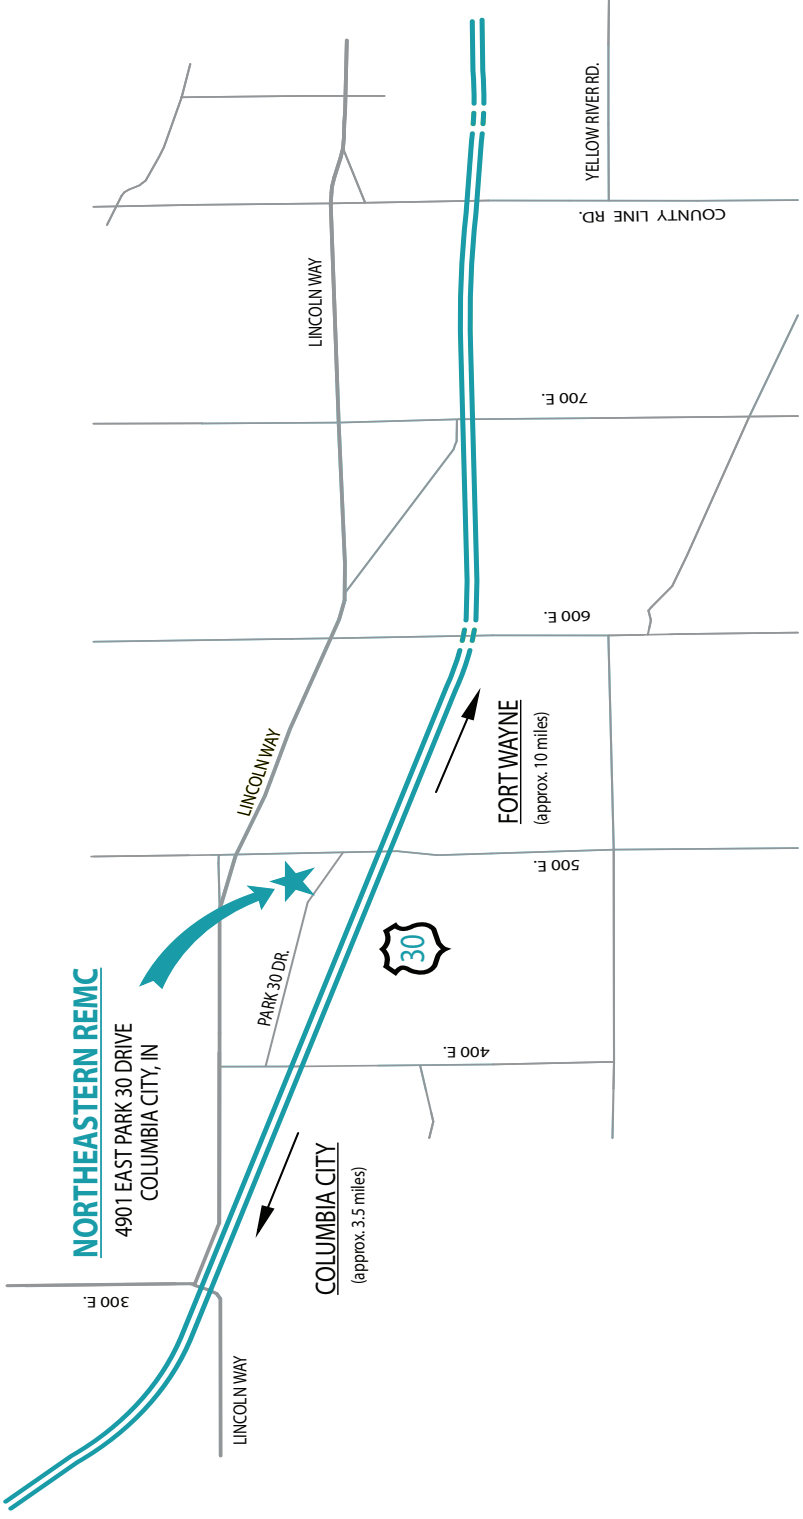 NORTHEASTERN REMC
4901 EAST PARK 30 DRIVE
COLUMBIA CITY, IN
300 E.
LINCOLN WAY
COLUMBIA CITY
(approx. 3.5 miles)
PARK 30 DR.
400 E.
30
LINCOLN WAY
500 E.
FORT WAYNE
(approx. 10 miles)
600 E.
700 E.
LINCOLN WAY
COUNTY LINE RD.
YELLOW RIVER RD.